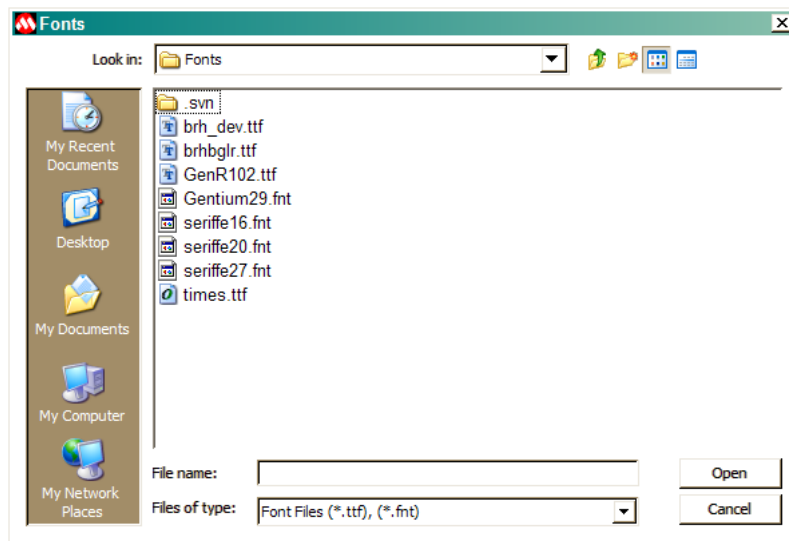 Fonts
Look in:
Fonts
.svn
brh_dev.ttf
brhbglr.ttf
GenR102.ttf
Gentium29.fnt
seriffe16.fnt
seriffe20.fnt
seriffe27.fnt
times.ttf
My Recent
Documents
Desktop
My Documents
My Computer
My Network
Places
File name:
Open
Files of type:
Font Files (*.ttf), (*.fnt)
Cancel